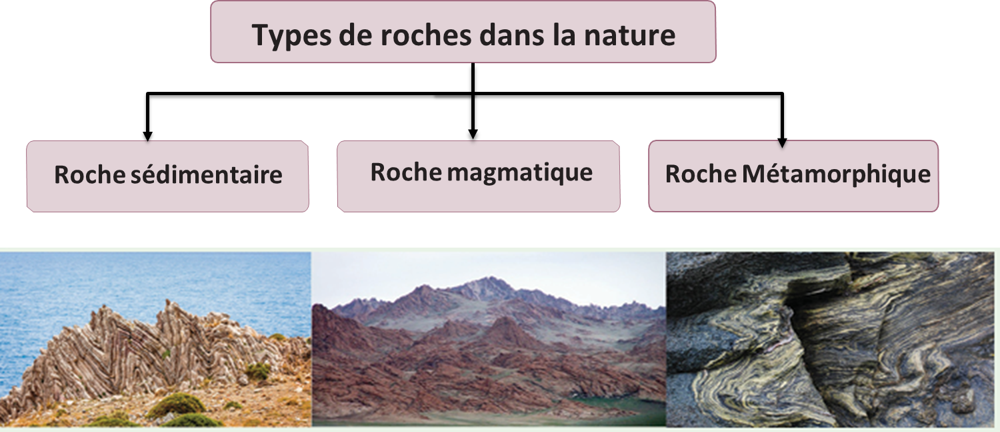 Types de roches dans la nature
Roche sédimentaire
Roche magmatique
Roche Métamorphique